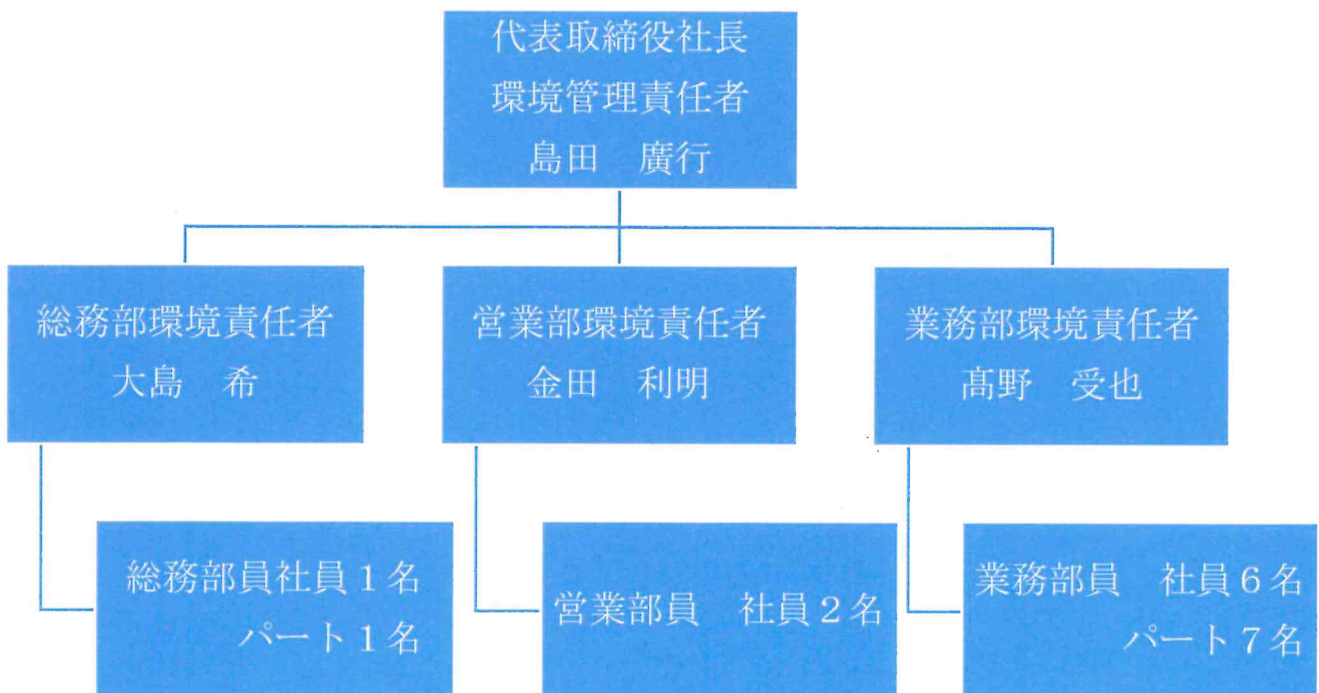 代表取締役社長
環境管理責任者
島田　廣行
総務部環境責任者
大島　希
営業部環境責任者
金田　利明
業務部環境責任者
髙野　受也
総務部員社員１名
パート１名
営業部員　社員２名
業務部員　社員６名
パート７名